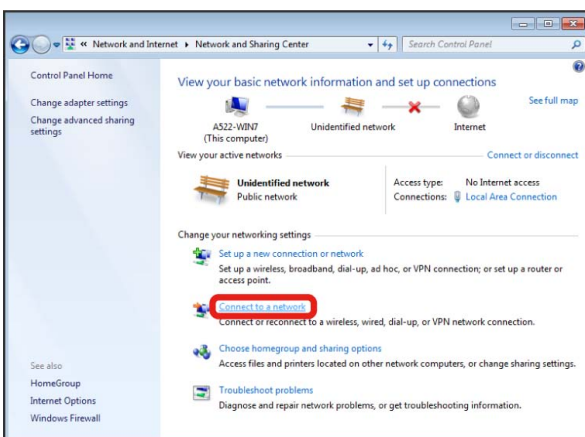 « Network and Internet ▸ Network and Sharing Center
Search Control Panel
Control Panel Home
Change adapter settings
Change advanced sharing
settings
View your basic network information and set up connections
See full map
A522-WIN7
(This computer)
Unidentified network
Internet
View your active networks
Connect or disconnect
Unidentified network
Public network
Access type: No Internet access
Connections: Local Area Connection
Change your networking settings
Set up a new connection or network
Set up a wireless, broadband, dial-up, ad hoc, or VPN connection; or set up a router or
access point.
Connect to a network
Connect or reconnect to a wireless, wired, dial-up, or VPN network connection.
Choose homegroup and sharing options
Access files and printers located on other network computers, or change sharing settings.
Troubleshoot problems
Diagnose and repair network problems, or get troubleshooting information.
See also
HomeGroup
Internet Options
Windows Firewall